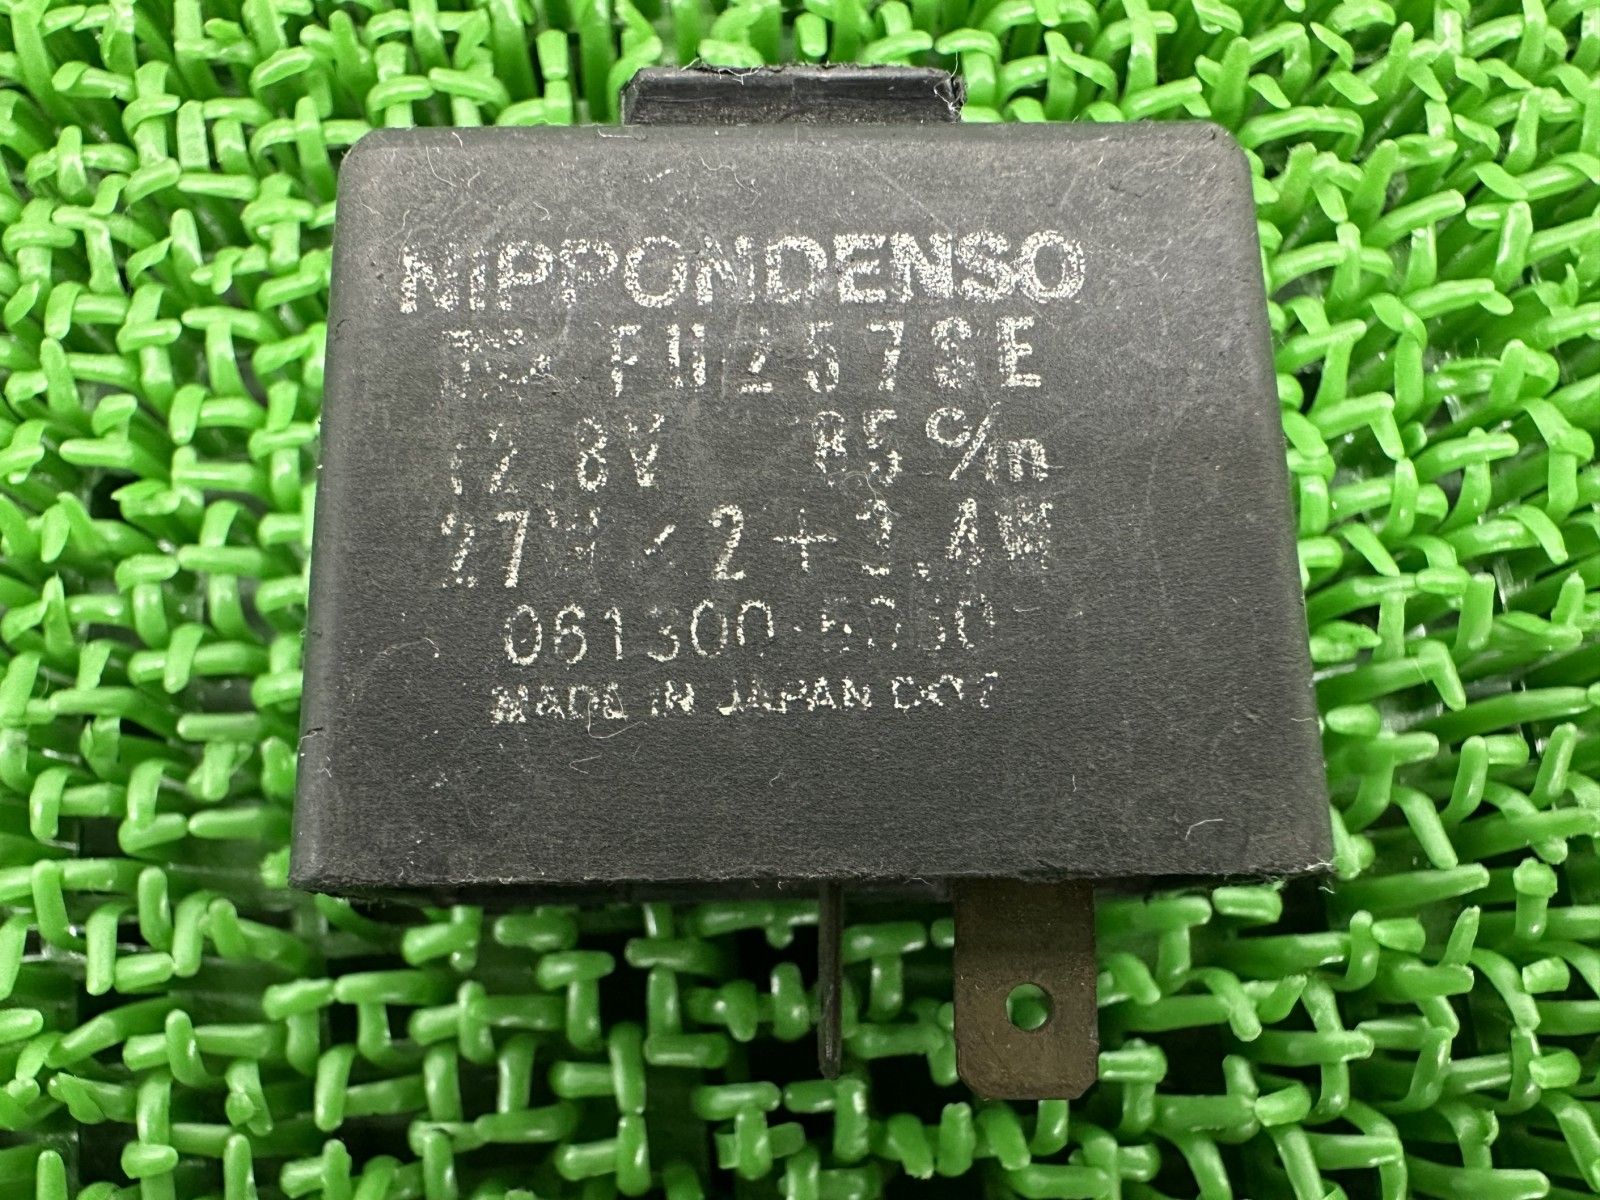 NIPPONDENSO
FU257SE
12.8V 85 c/m
27W / 2 + 3.4W
061300
MADE IN JAPAN DOT